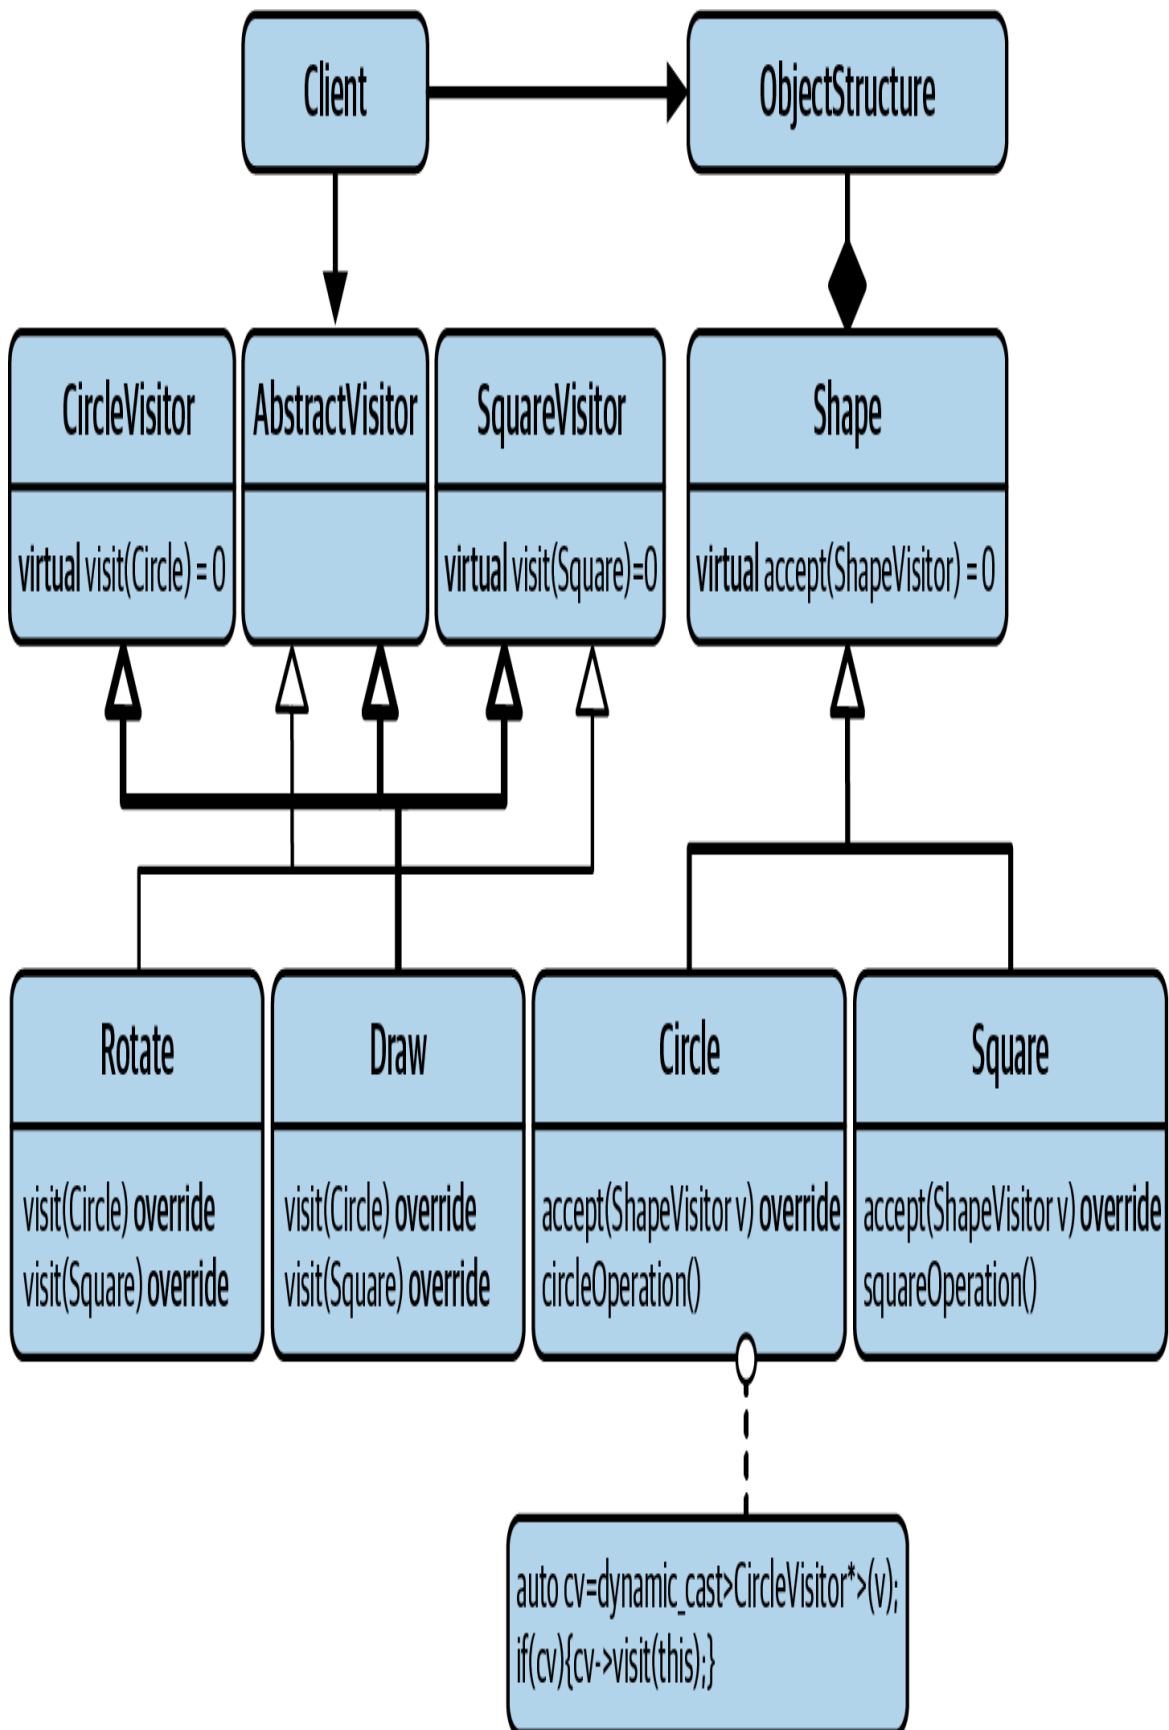 Client
ObjectStructure
CircleVisitor
virtual visit(Circle) = 0
AbstractVisitor
SquareVisitor
virtual visit(Square)=0
Shape
virtual accept(ShapeVisitor) = 0
Rotate
visit(Circle) override
visit(Square) override
Draw
visit(Circle) override
visit(Square) override
Circle
accept(ShapeVisitor v) override
circleOperation()
Square
accept(ShapeVisitor v) override
squareOperation()
auto cv=dynamic_cast>CircleVisitor*>(v);
if(cv){cv->visit(this);}